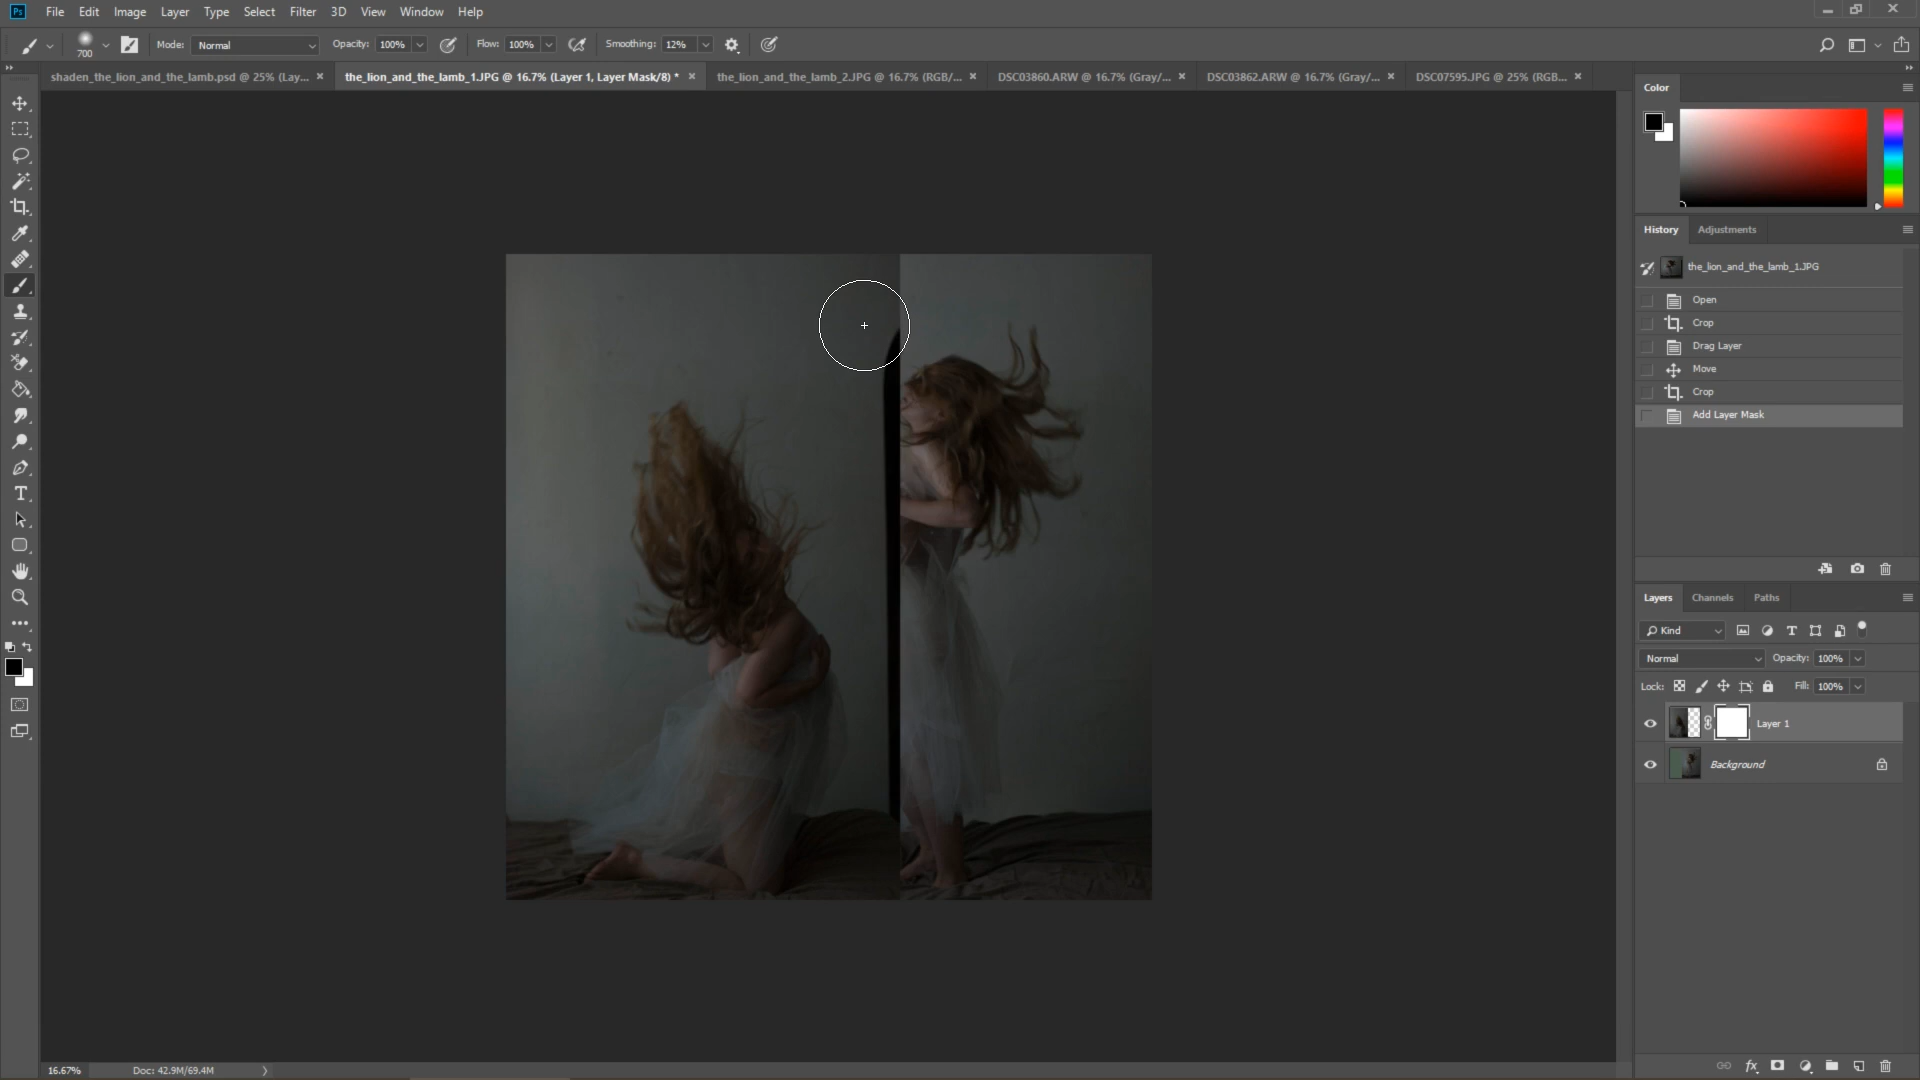 Ps File Edit Image Layer Type Select Filter 3D View Window Help
700 Mode: Normal Opacity: 100% Flow: 100% Smoothing: 12%
shaden_the_lion_and_the_lamb.psd @ 25% (Lay... × the_lion_and_the_lamb_1.JPG @ 16.7% (Layer 1, Layer Mask/8) * × the_lion_and_the_lamb_2.JPG @ 16.7% (RGB/... × DSC03860.ARW @ 16.7% (Gray/... × DSC03862.ARW @ 16.7% (Gray/... × DSC07595.JPG @ 25% (RGB... ×
Color
History Adjustments
the_lion_and_the_lamb_1.JPG
Open
Crop
Drag Layer
Move
Crop
Add Layer Mask
Layers Channels Paths
Kind
Normal Opacity: 100%
Lock: Fill: 100%
Layer 1
Background
fx
16.67% Doc: 42.9M/69.4M